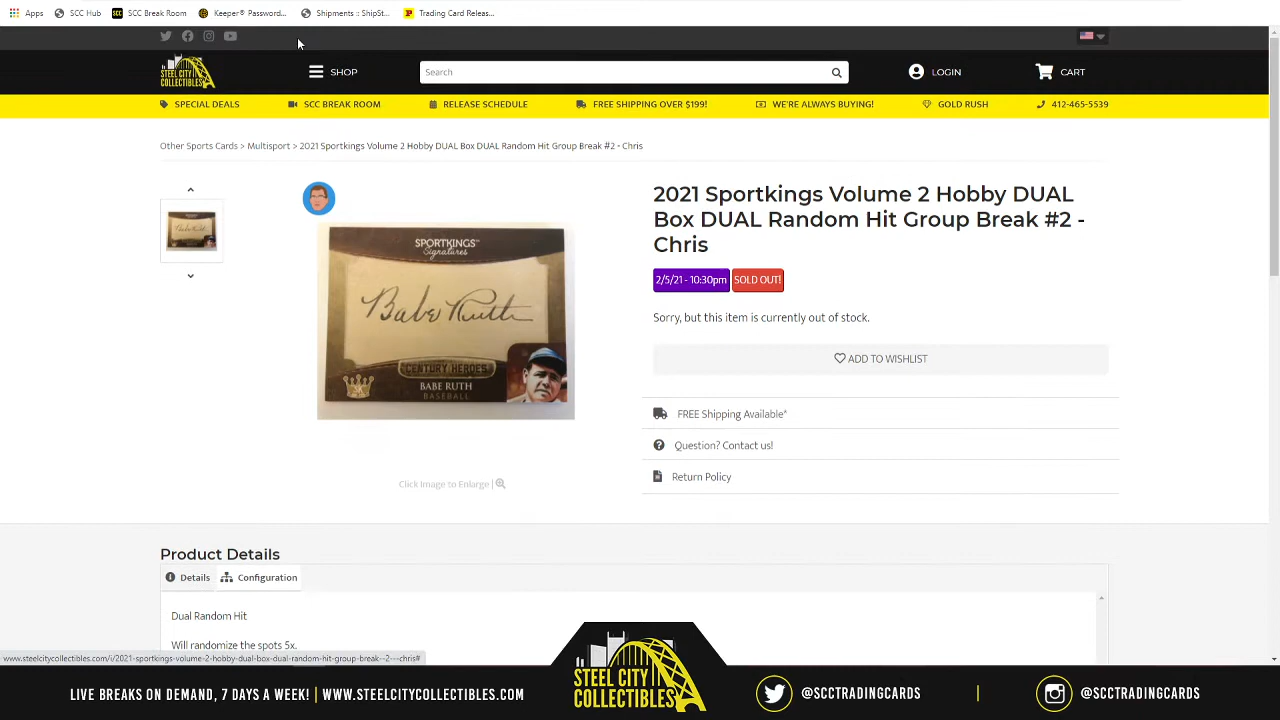 Apps SCC Hub SCC Break Room Keeper® Password... Shipments :: ShipSt... Trading Card Releas...
STEEL CITY
COLLECTIBLES
SHOP
Search
LOGIN
CART
SPECIAL DEALS SCC BREAK ROOM RELEASE SCHEDULE FREE SHIPPING OVER $199! WE'RE ALWAYS BUYING! GOLD RUSH 412-465-5539
Other Sports Cards > Multisport > 2021 Sportkings Volume 2 Hobby DUAL Box DUAL Random Hit Group Break #2 - Chris
SPORTKINGS
Signatures
Babe Ruth
CENTURY HEROES
BABE RUTH
BASEBALL
Click Image to Enlarge |
2021 Sportkings Volume 2 Hobby DUAL
Box DUAL Random Hit Group Break #2 -
Chris
2/5/21 - 10:30pm SOLD OUT!
Sorry, but this item is currently out of stock.
ADD TO WISHLIST
FREE Shipping Available*
Question? Contact us!
Return Policy
Product Details
Details Configuration
Dual Random Hit
Will randomize the spots 5x.
www.steelcitycollectibles.com/i/2021-sportkings-volume-2-hobby-dual-box-dual-random-hit-group-break--2---chris#
LIVE BREAKS ON DEMAND, 7 DAYS A WEEK! | WWW.STEELCITYCOLLECTIBLES.COM
STEEL CITY
COLLECTIBLES
@SCCTRADINGCARDS | @SCCTRADINGCARDS